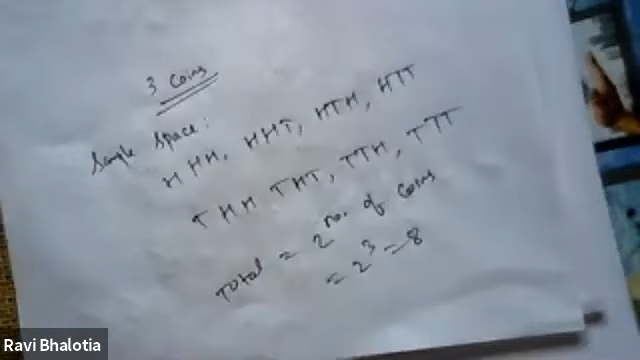 3 Coins
Sample Space:
HHH, HHT, HTH, HTT
THH THT, TTH, TTT
Total = 2^no. of coins
= 2^3 = 8
Ravi Bhalotia